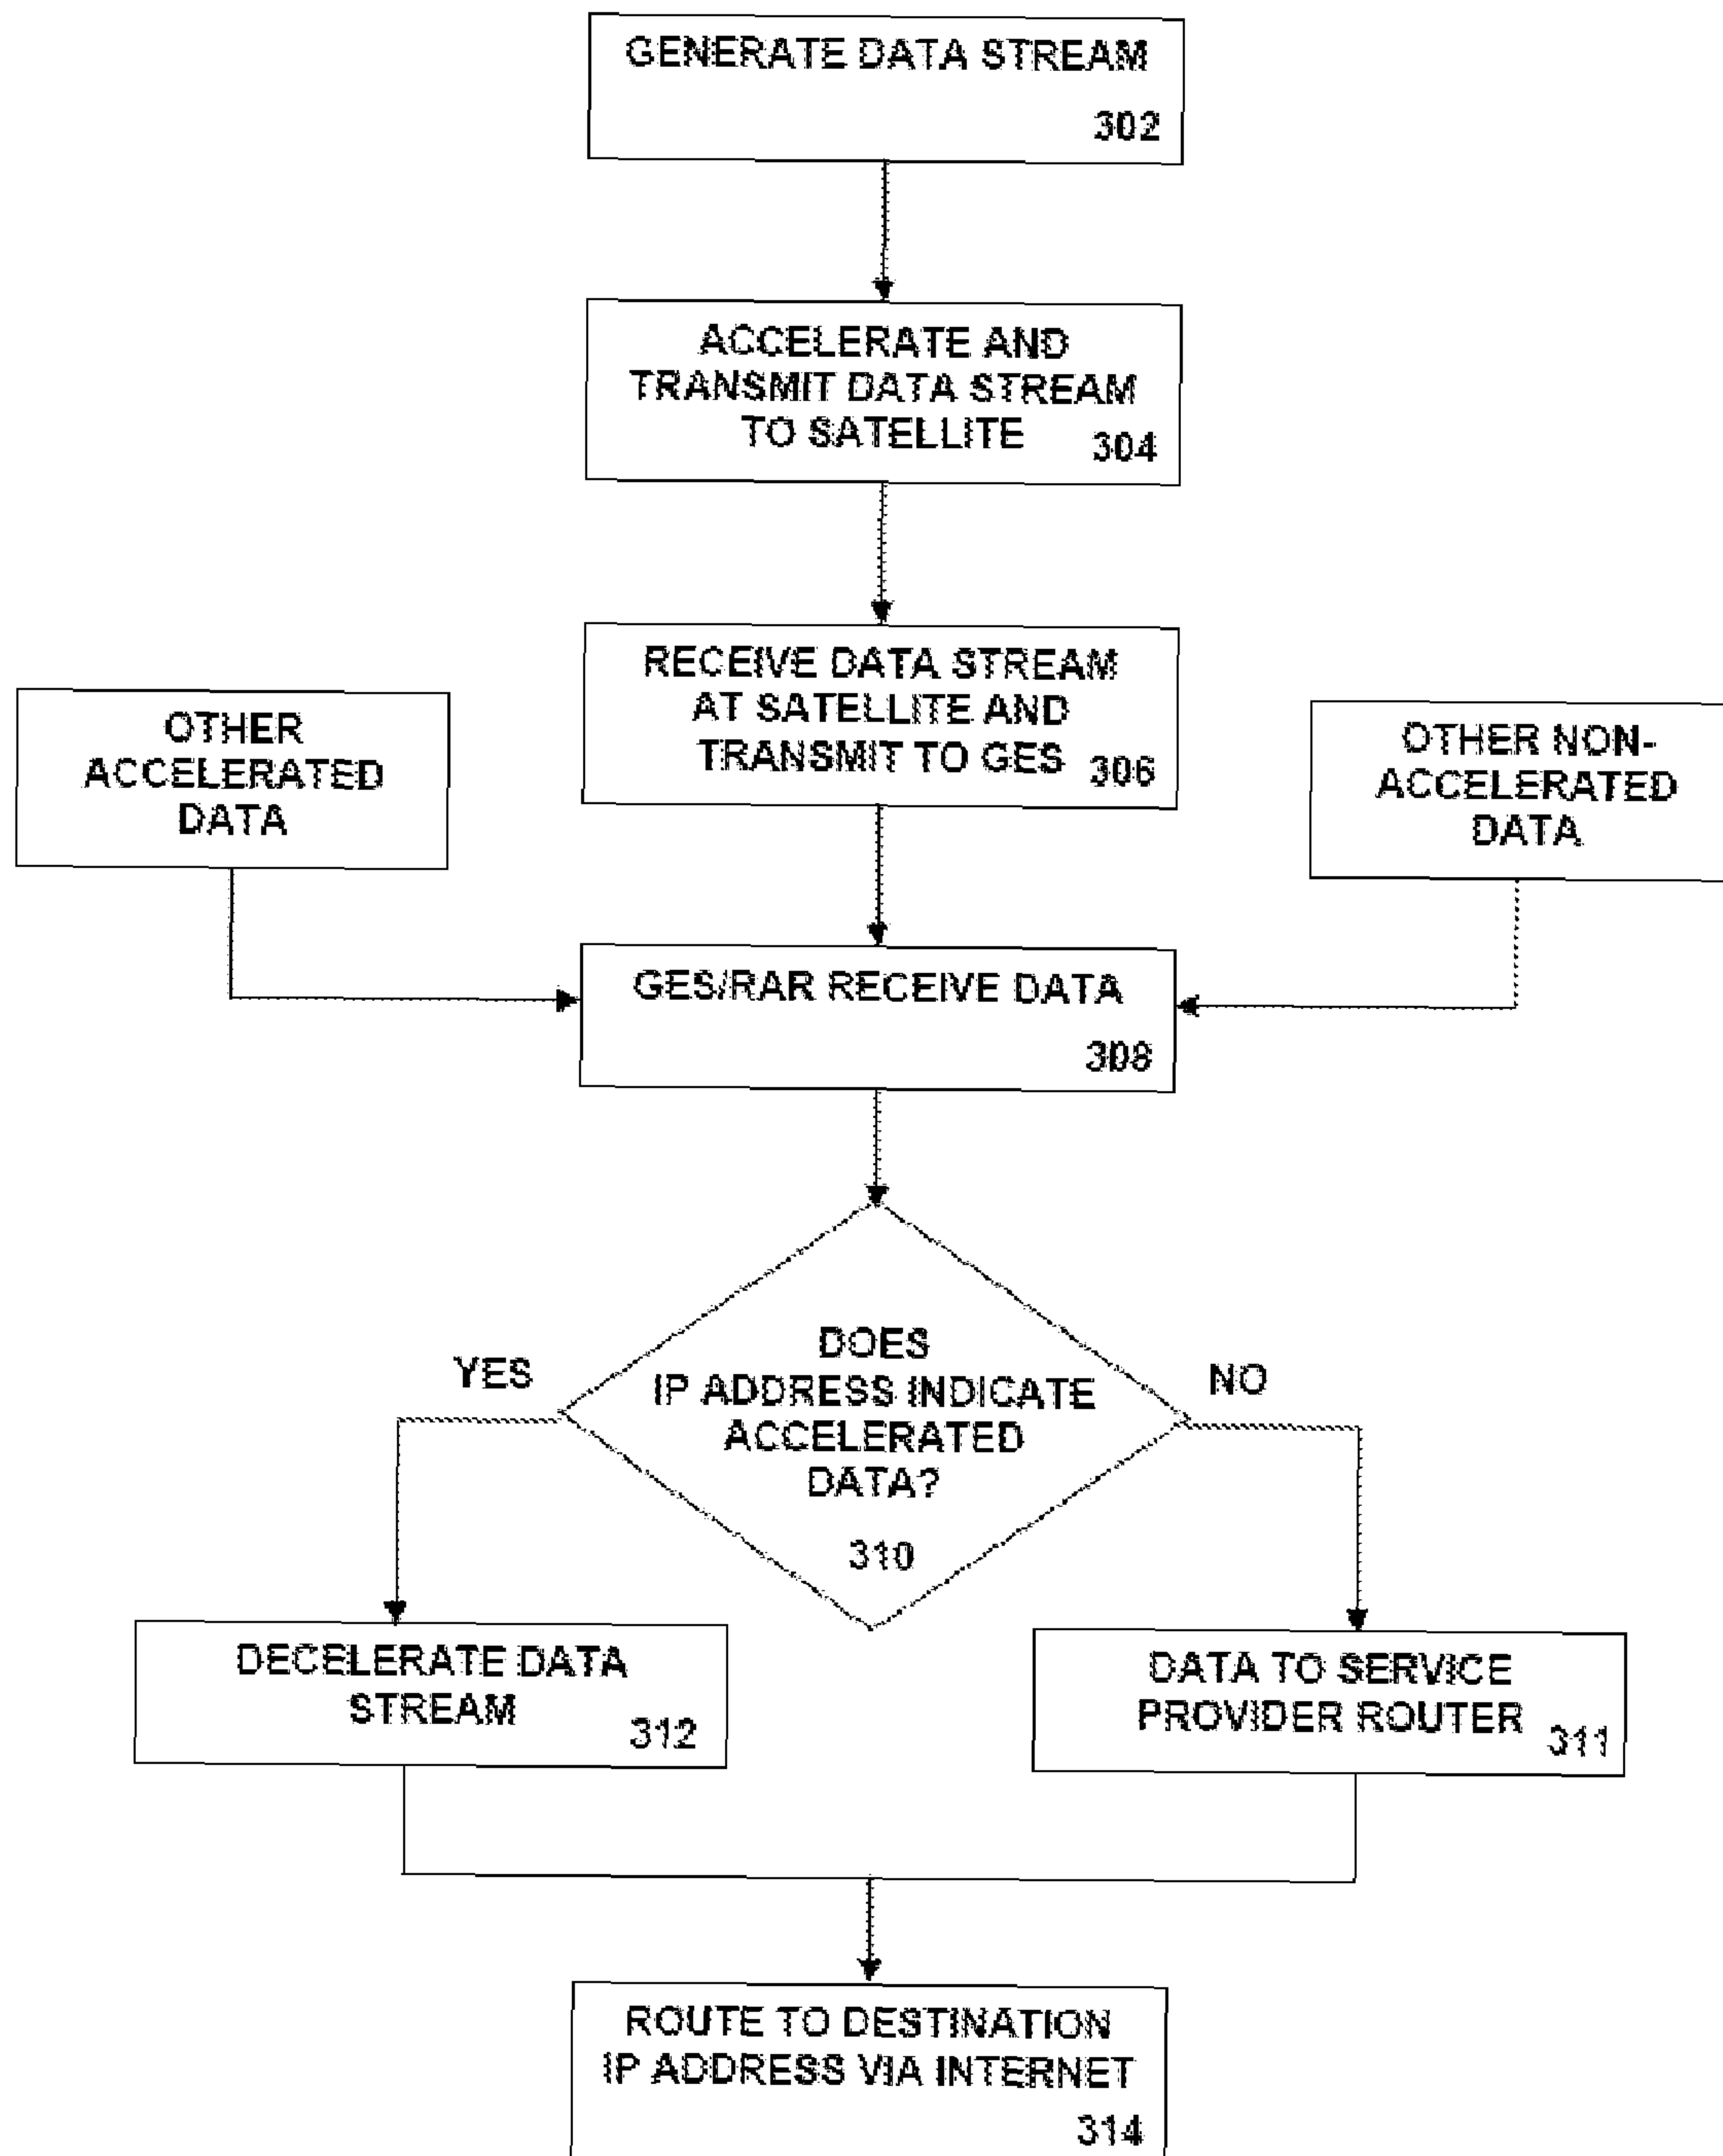 GENERATE DATA STREAM
302
ACCELERATE AND
TRANSMIT DATA STREAM
TO SATELLITE
304
RECEIVE DATA STREAM
AT SATELLITE AND
TRANSMIT TO GES
306
OTHER
ACCELERATED
DATA
OTHER NON-
ACCELERATED
DATA
GES/RAR RECEIVE DATA
308
DOES
IP ADDRESS INDICATE
ACCELERATED
DATA?
310
YES
NO
DECELERATE DATA
STREAM
312
DATA TO SERVICE
PROVIDER ROUTER
311
ROUTE TO DESTINATION
IP ADDRESS VIA INTERNET
314